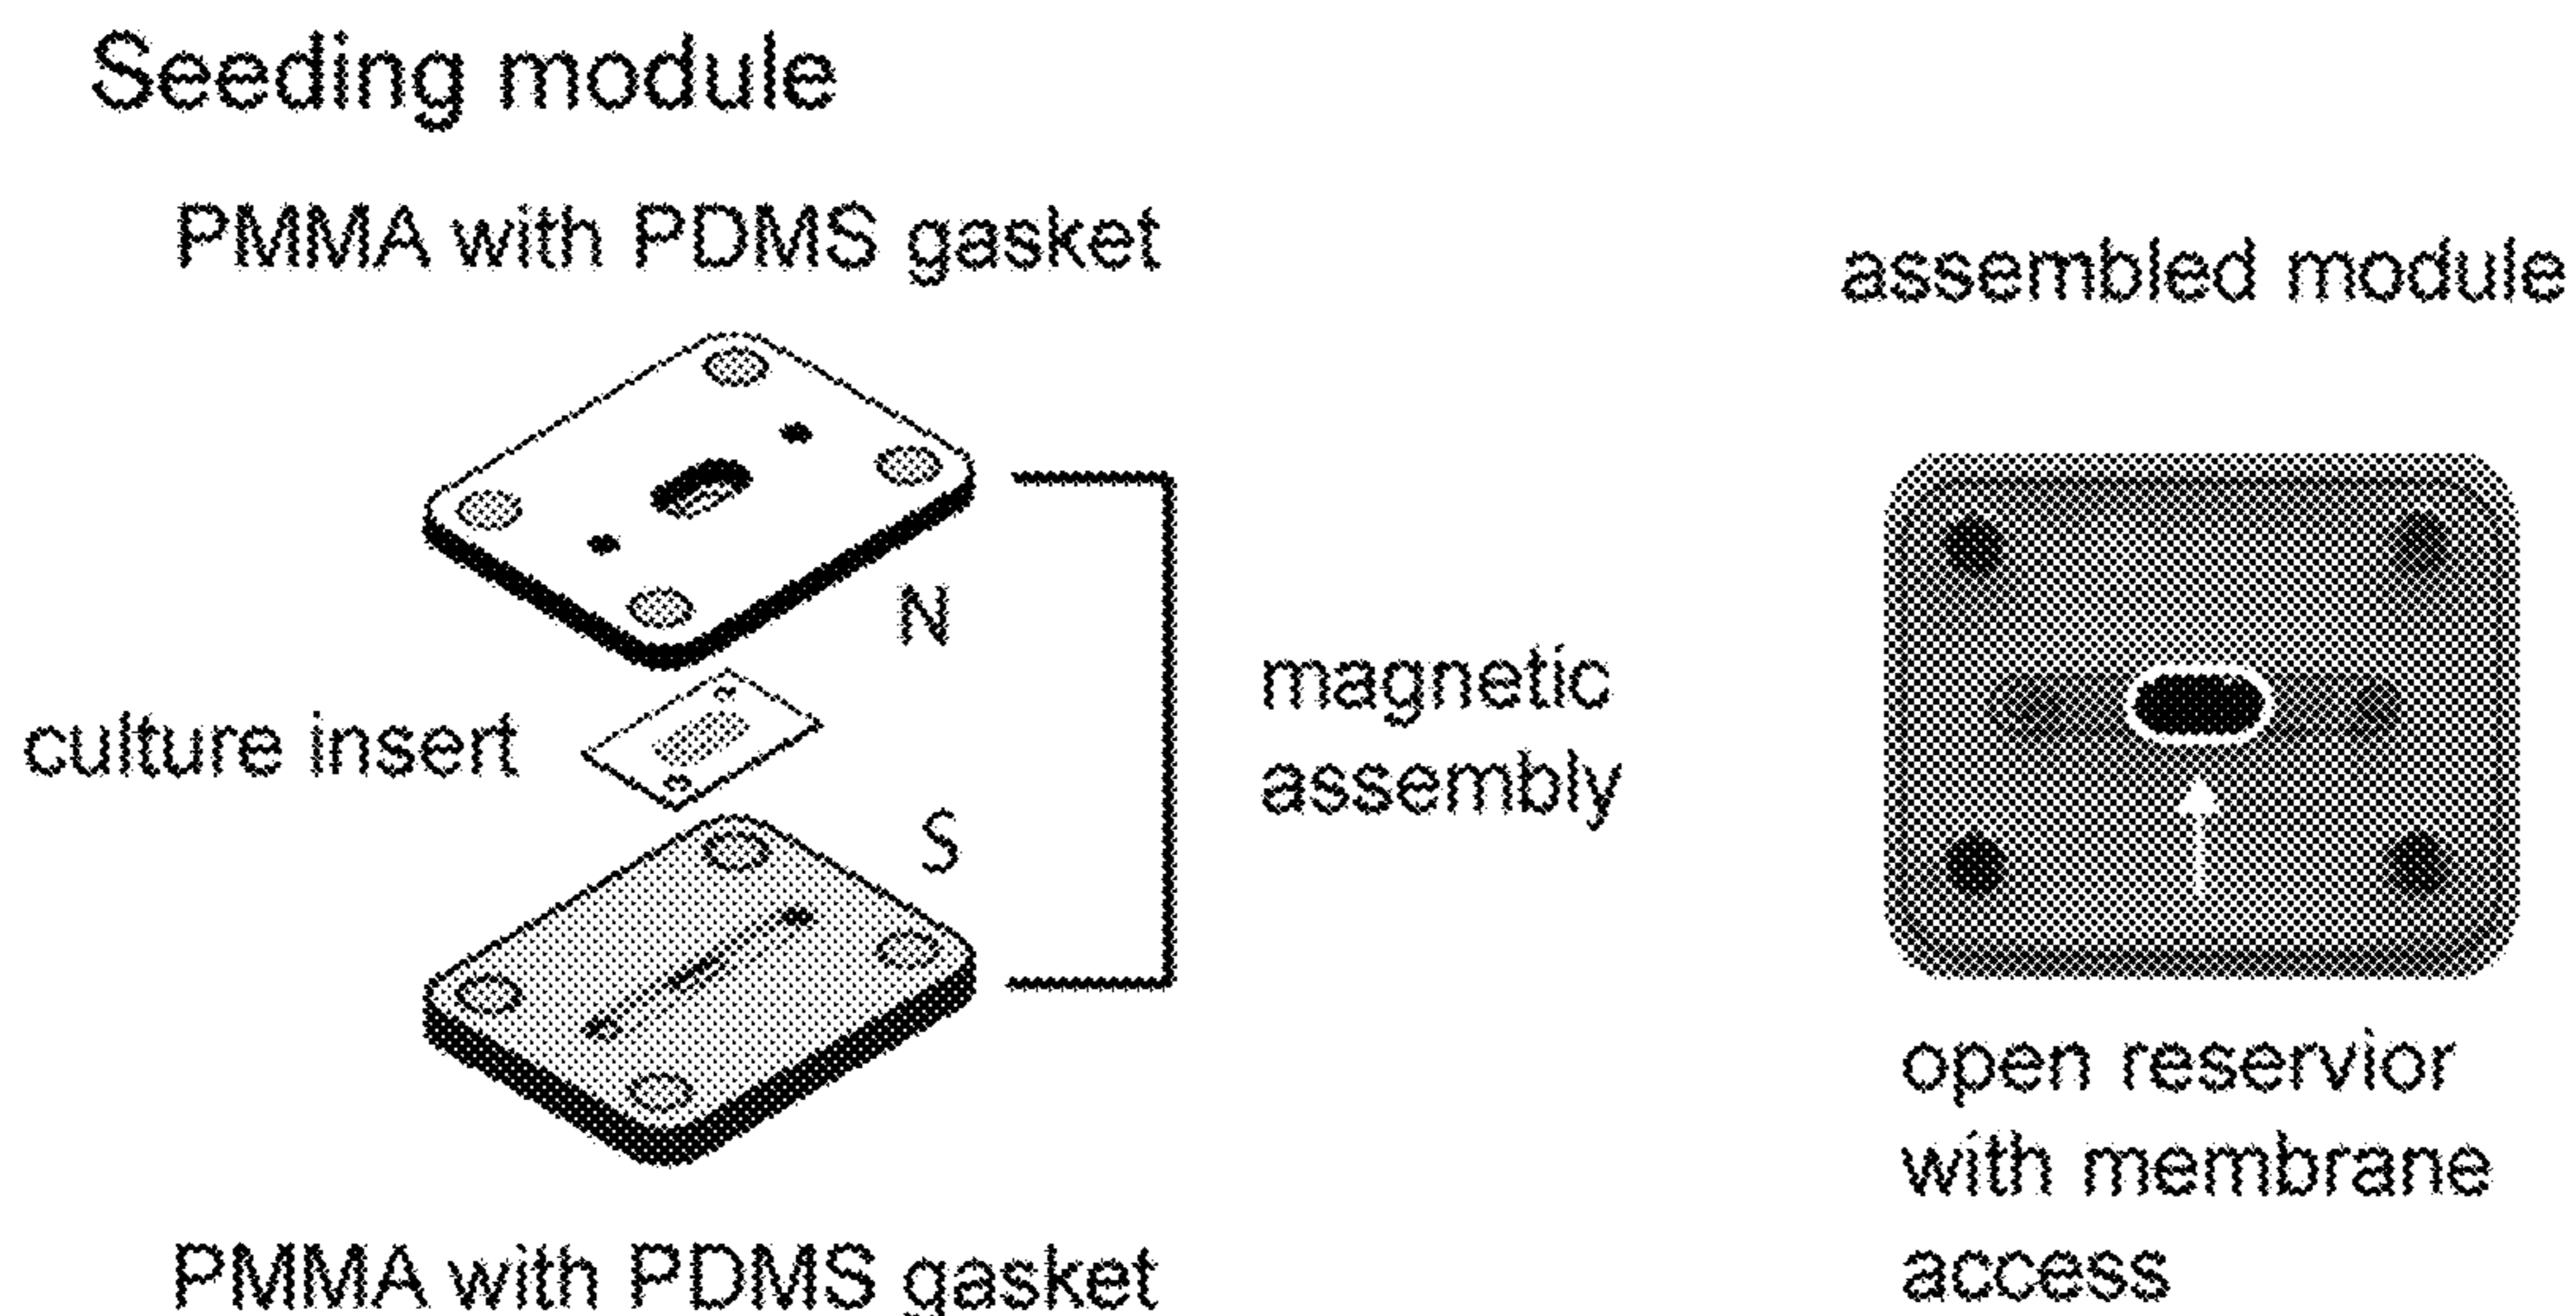 Seeding module
PMMA with PDMS gasket
assembled module
N
culture insert
S
magnetic
assembly
open reservior
with membrane
access
PMMA with PDMS gasket